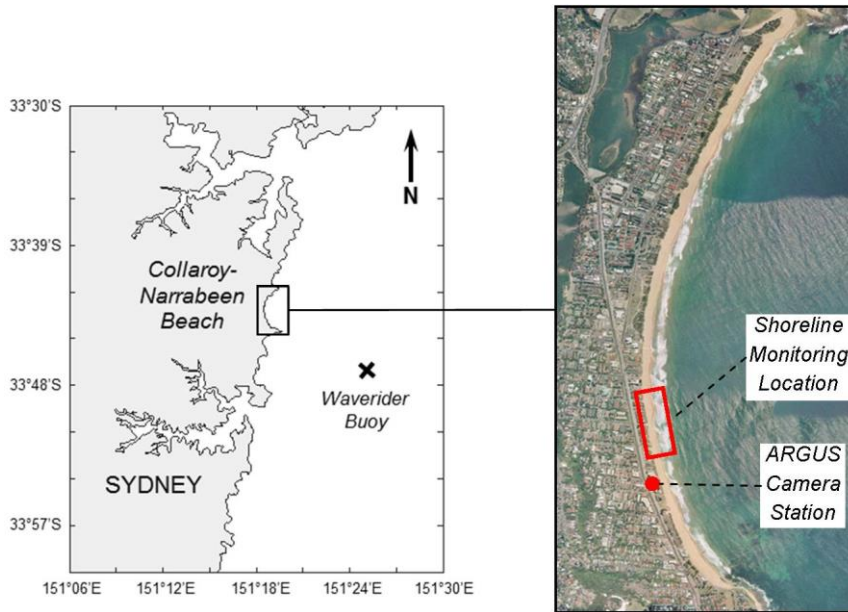 33°30'S
33°39'S
33°48'S
33°57'S
151°06'E
151°12'E
151°18'E
151°24'E
151°30'E
N
Collaroy-
Narrabeen
Beach
Waverider
Buoy
SYDNEY
Shoreline
Monitoring
Location
ARGUS
Camera
Station